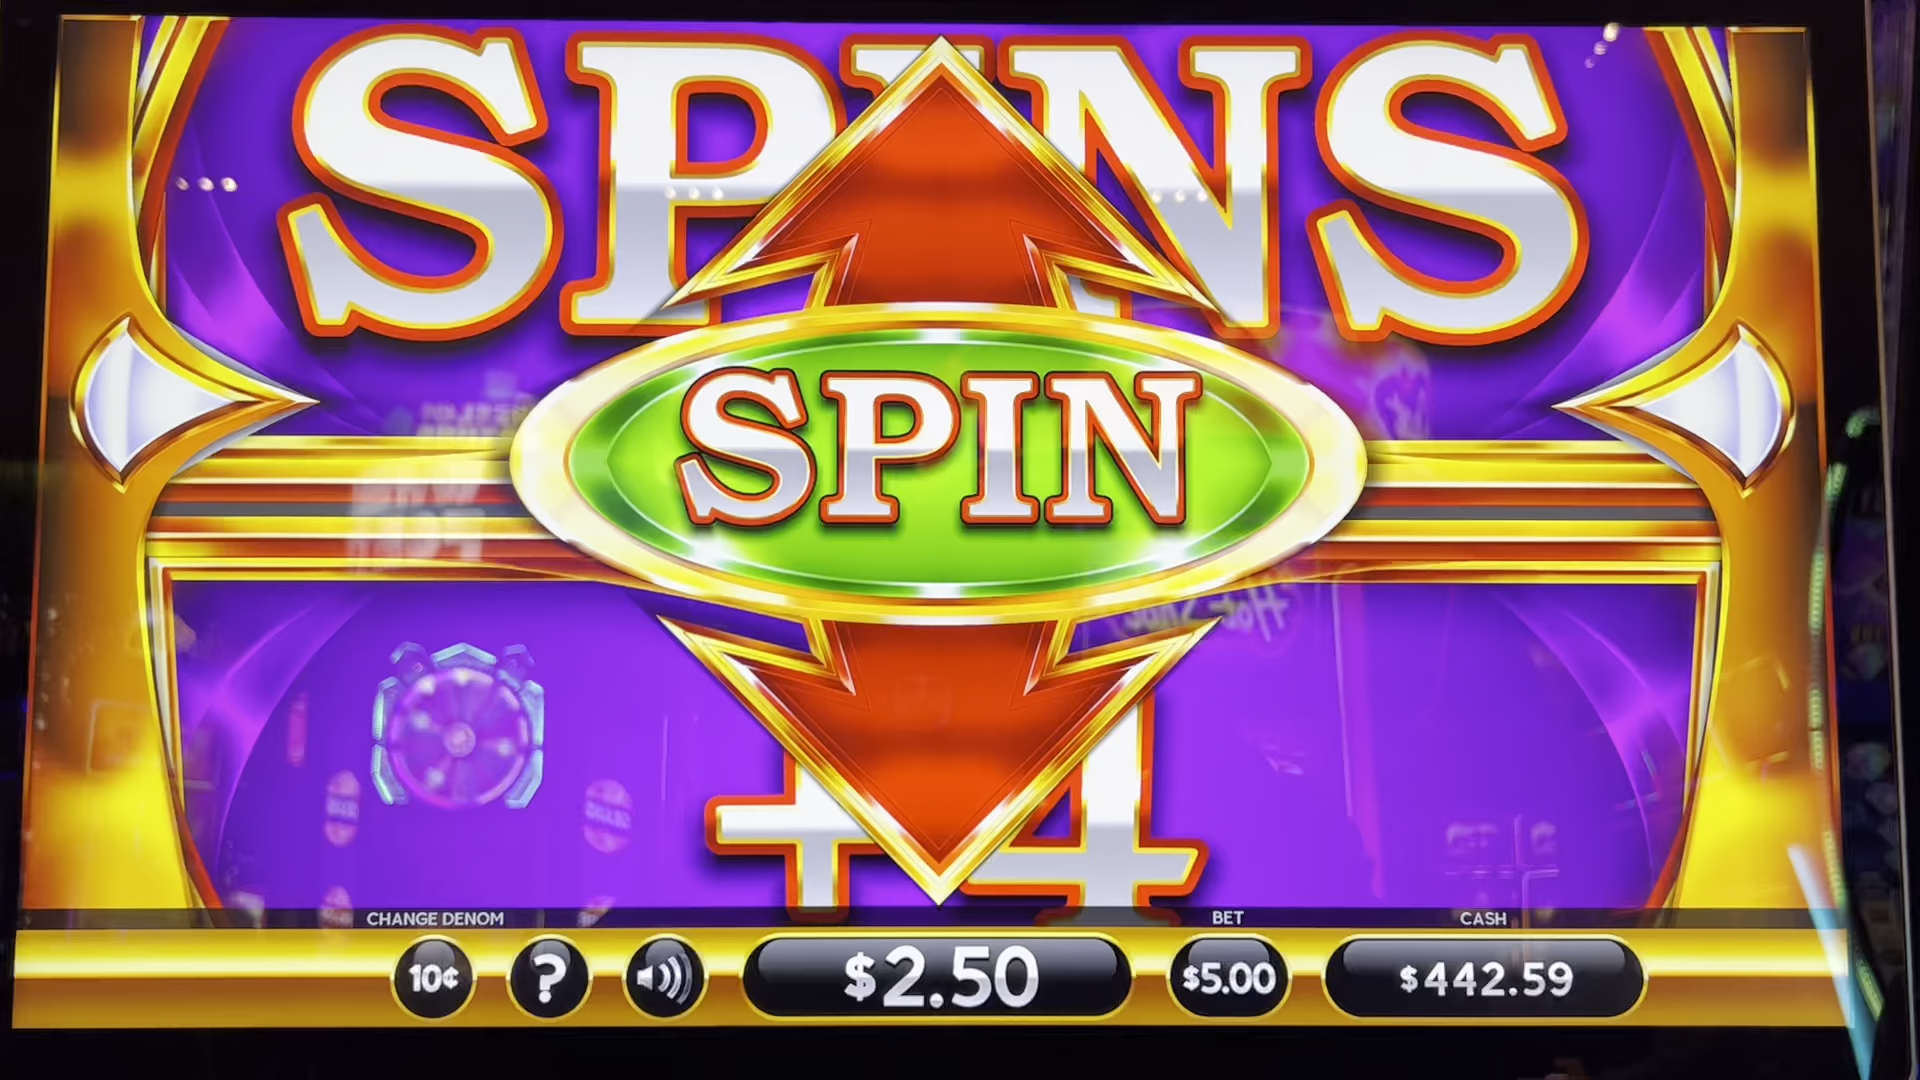 SPINS
SPIN
+4
CHANGE DENOM
BET
CASH
10¢
?
$2.50
$5.00
$442.59